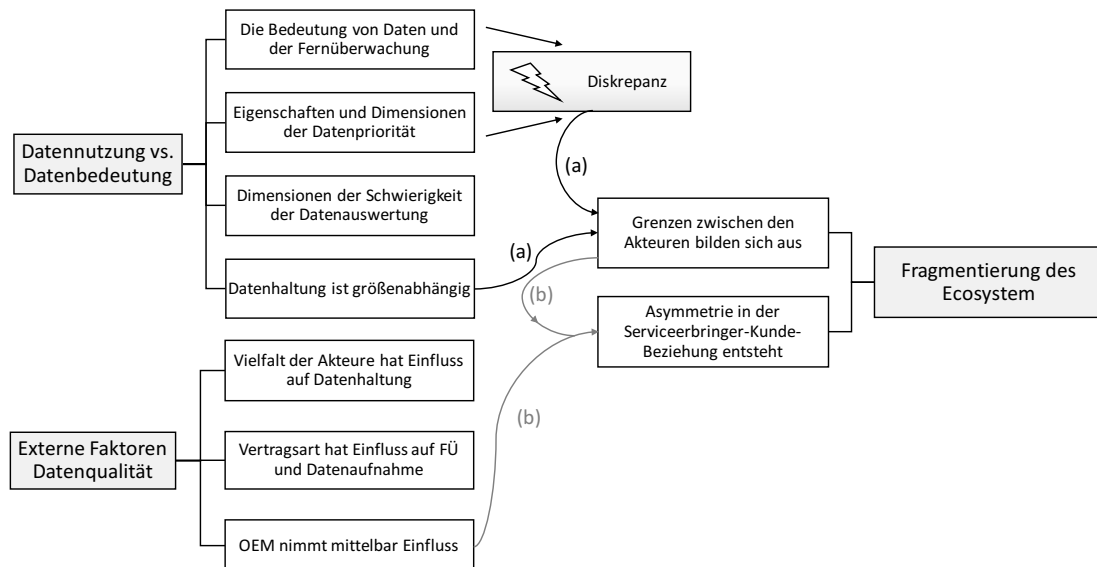 Die Bedeutung von Daten und
der Fernüberwachung
Diskrepanz
Eigenschaften und Dimensionen
der Datenpriorität
Datennutzung vs.
Datenbedeutung
(a)
Dimensionen der Schwierigkeit
der Datenauswertung
Grenzen zwischen den
Akteuren bilden sich aus
(a)
Datenhaltung ist größenabhängig
(b)
Fragmentierung des
Ecosystem
Asymmetrie in der
Serviceerbringer-Kunde-
Beziehung entsteht
Vielfalt der Akteure hat Einfluss
auf Datenhaltung
(b)
Externe Faktoren
Datenqualität
Vertragsart hat Einfluss auf FÜ
und Datenaufnahme
OEM nimmt mittelbar Einfluss